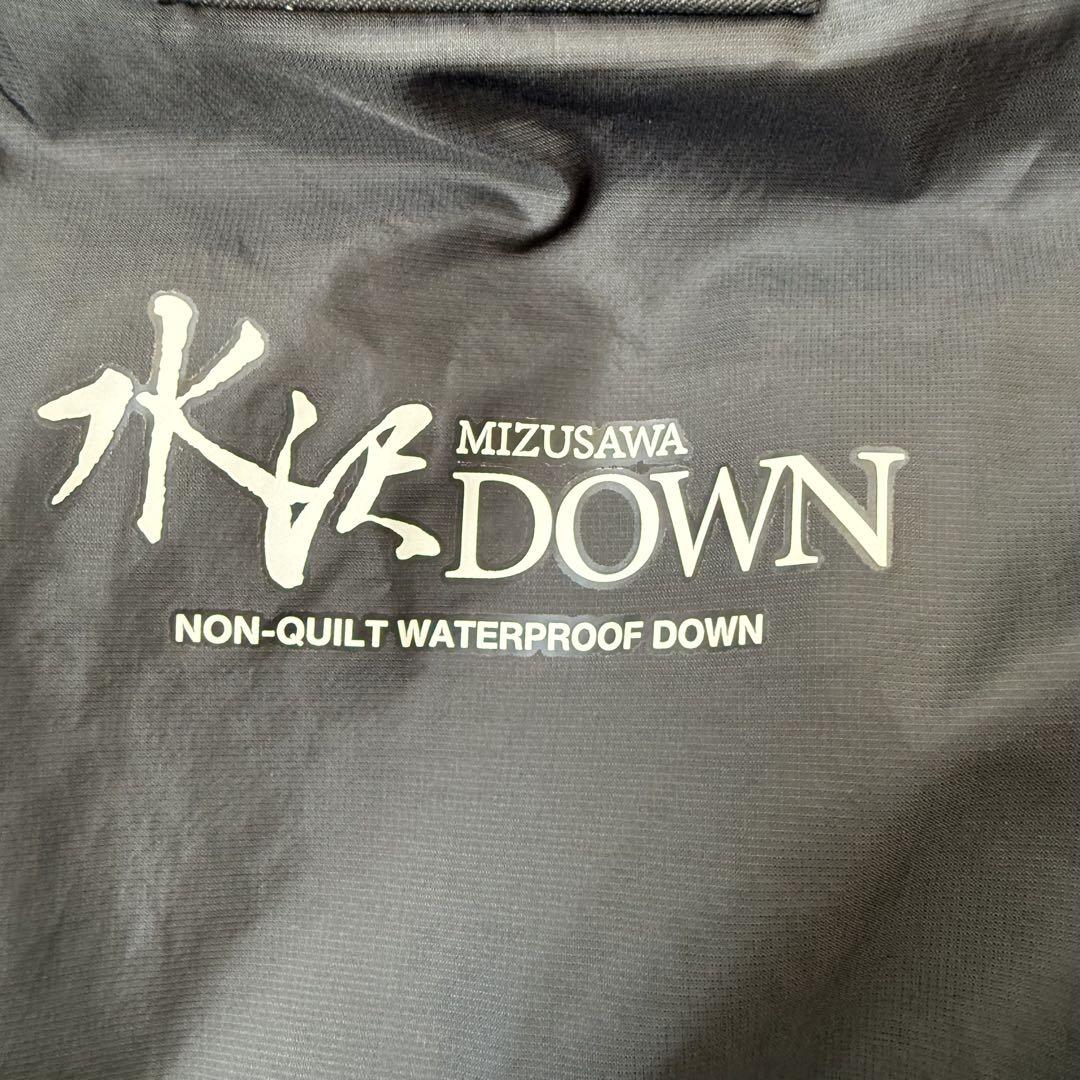 水沢
MIZUSAWA
DOWN
NON-QUILT WATERPROOF DOWN